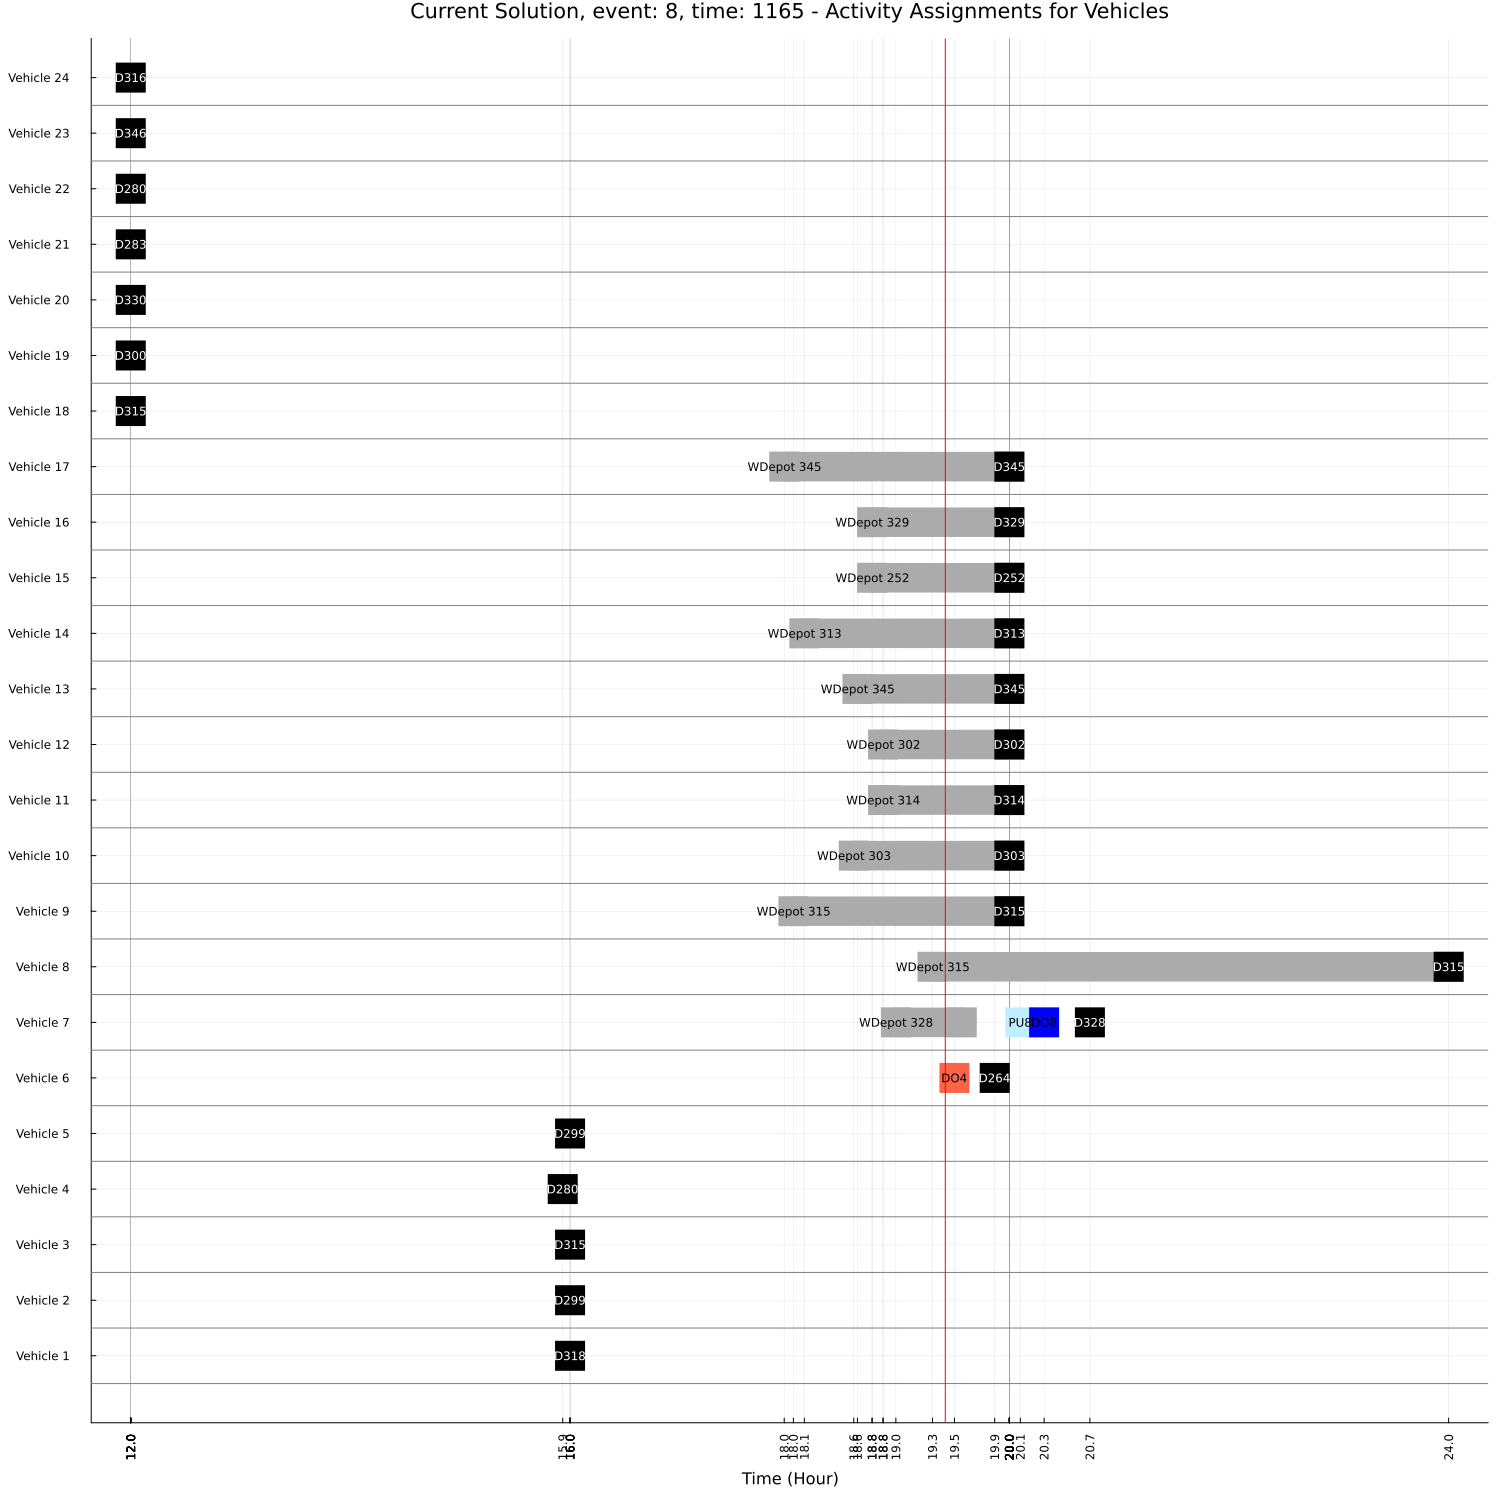 Current Solution, event: 8, time: 1165 - Activity Assignments for Vehicles
Vehicle 24 D316
Vehicle 23 D346
Vehicle 22 D280
Vehicle 21 D283
Vehicle 20 D330
Vehicle 19 D300
Vehicle 18 D315
Vehicle 17 WDepot 345 D345
Vehicle 16 WDepot 329 D329
Vehicle 15 WDepot 252 D252
Vehicle 14 WDepot 313 D313
Vehicle 13 WDepot 345 D345
Vehicle 12 WDepot 302 D302
Vehicle 11 WDepot 314 D314
Vehicle 10 WDepot 303 D303
Vehicle 9 WDepot 315 D315
Vehicle 8 WDepot 315 D315
Vehicle 7 WDepot 328 PU8 DO8 D328
Vehicle 6 DO4 D264
Vehicle 5 D299
Vehicle 4 D280
Vehicle 3 D315
Vehicle 2 D299
Vehicle 1 D318
12.0 15.9 16.0 18.0 18.0 18.1 18.6 18.6 18.8 18.8 19.0 19.3 19.5 19.9 20.0 20.1 20.3 20.7 24.0
Time (Hour)